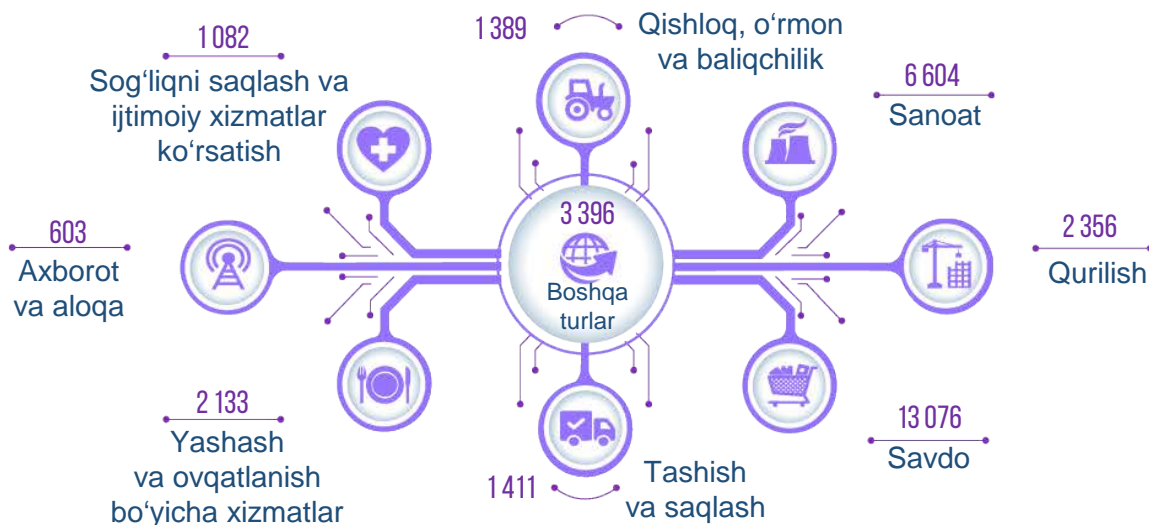 1 082
Sog‘liqni saqlash va
ijtimoiy xizmatlar
ko‘rsatish
1 389
Qishloq, o‘rmon
va baliqchilik
6 604
Sanoat
603
Axborot
va aloqa
3 396
Boshqa
turlar
2 356
Qurilish
2 133
Yashash
va ovqatlanish
bo‘yicha xizmatlar
1 411
Tashish
va saqlash
13 076
Savdo